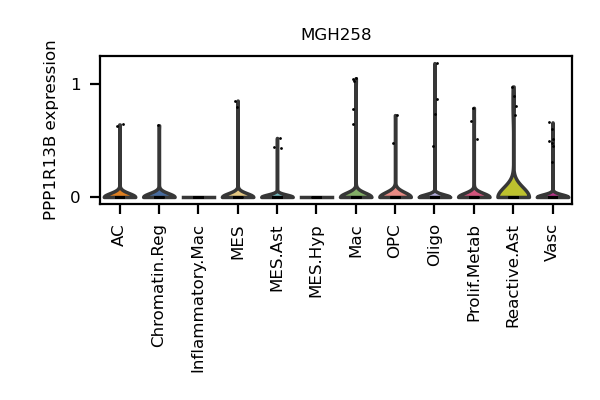 MGH258
PPP1R13B expression
1
0
AC
Chromatin.Reg
Inflammatory.Mac
MES
MES.Ast
MES.Hyp
Mac
OPC
Oligo
Prolif.Metab
Reactive.Ast
Vasc